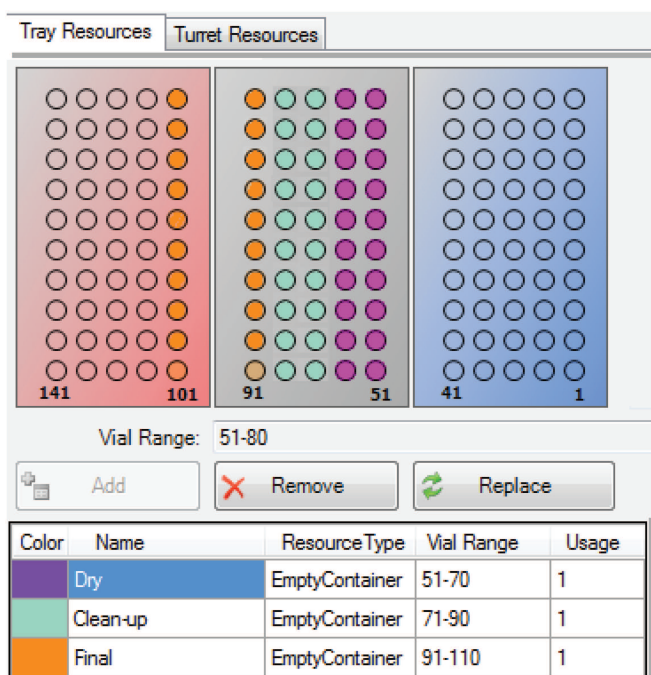 Tray Resources Turret Resources
141 101 91 51 41 1
Vial Range: 51-80
Add Remove Replace
Color Name ResourceType Vial Range Usage
Dry EmptyContainer 51-70 1
Clean-up EmptyContainer 71-90 1
Final EmptyContainer 91-110 1